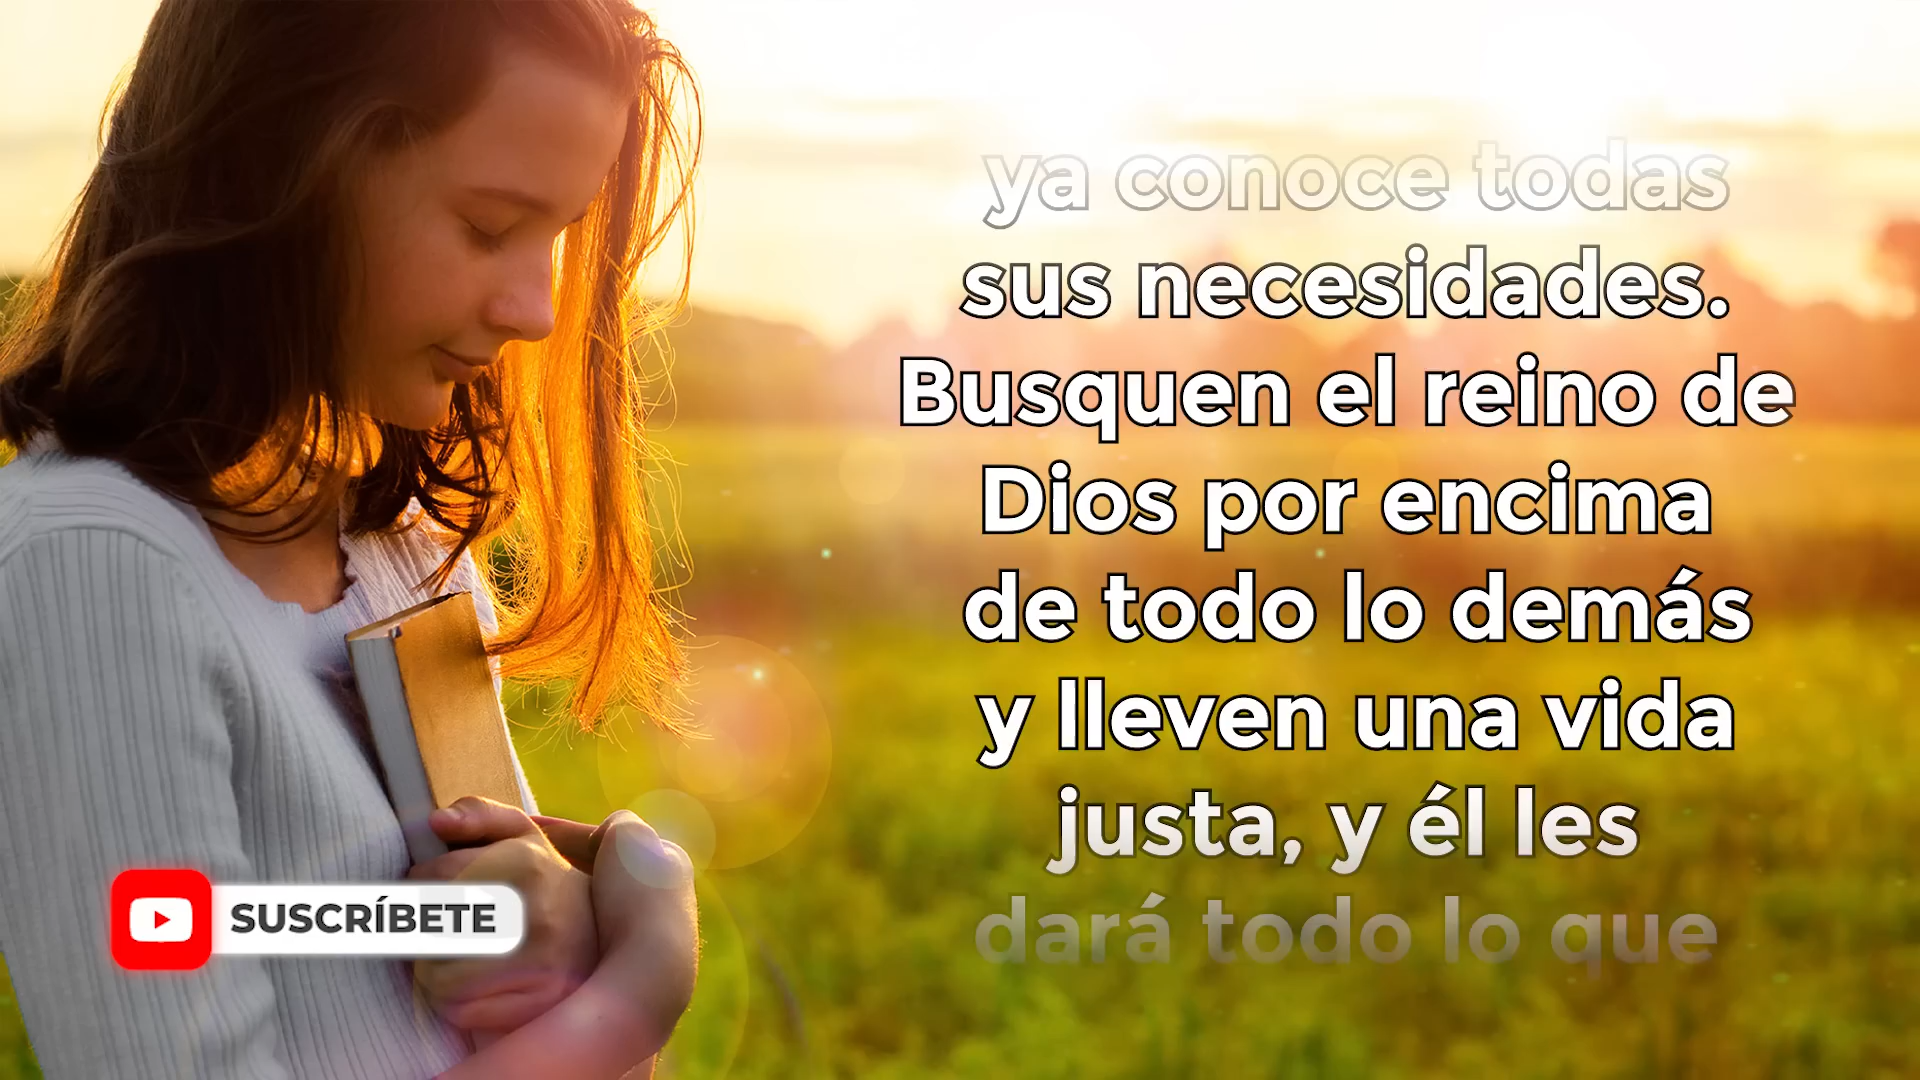 ya conoce todas
sus necesidades.
Busquen el reino de
Dios por encima
de todo lo demás
y lleven una vida
justa, y él les
dará todo lo que
SUSCRÍBETE